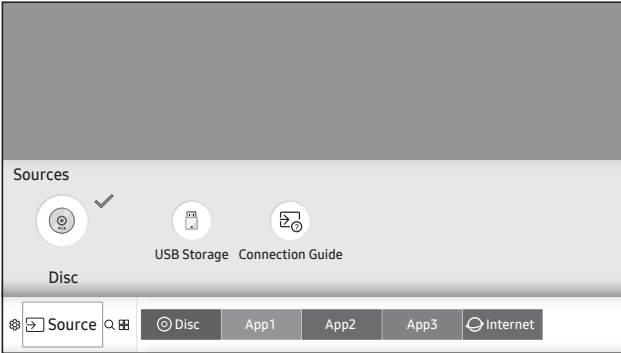 Sources
USB Storage Connection Guide
Disc
Source Disc App1 App2 App3 Internet